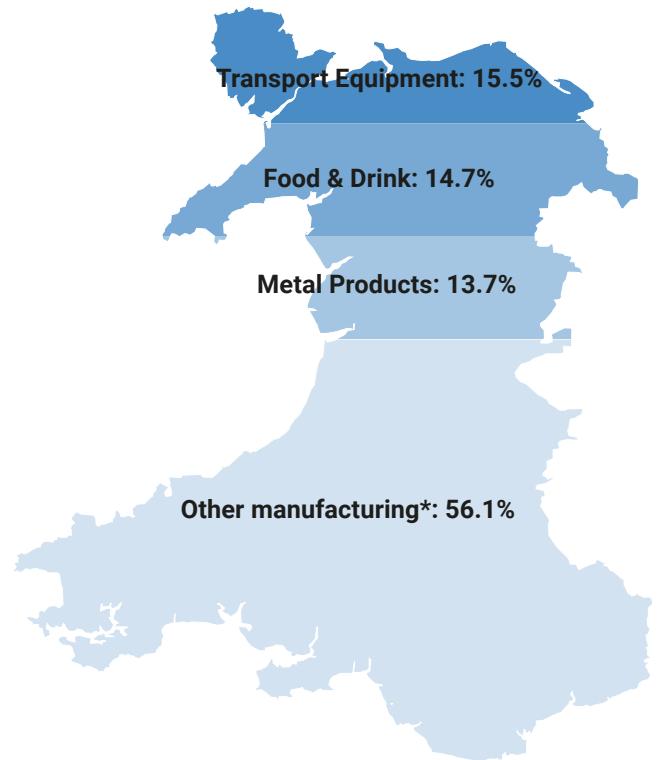 Transport Equipment: 15.5%
Food & Drink: 14.7%
Metal Products: 13.7%
Other manufacturing*: 56.1%